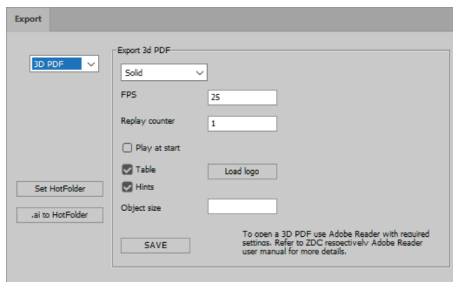 Export
3D PDF
Export 3d PDF
Solid
FPS
25
Replay counter
1
Play at start
Table
Load logo
Hints
Set HotFolder
.ai to HotFolder
Object size
SAVE
To open a 3D PDF use Adobe Reader with required
settings. Refer to ZDC respectively Adobe Reader
user manual for more details.